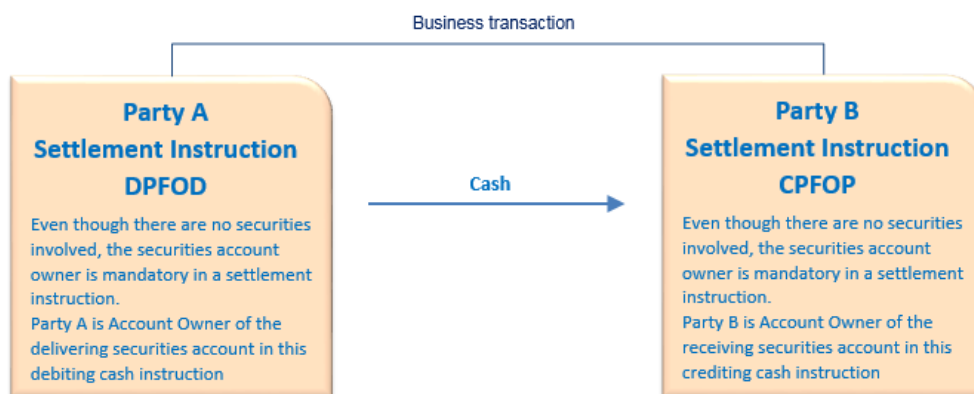 Business transaction
Party A
Settlement Instruction
DPFOD
Even though there are no securities
involved, the securities account
owner is mandatory in a settlement
instruction.
Party A is Account Owner of the
delivering securities account in this
debiting cash instruction
Cash
Party B
Settlement Instruction
CPFOP
Even though there are no securities
involved, the securities account
owner is mandatory in a settlement
instruction.
Party B is Account Owner of the
receiving securities account in this
crediting cash instruction